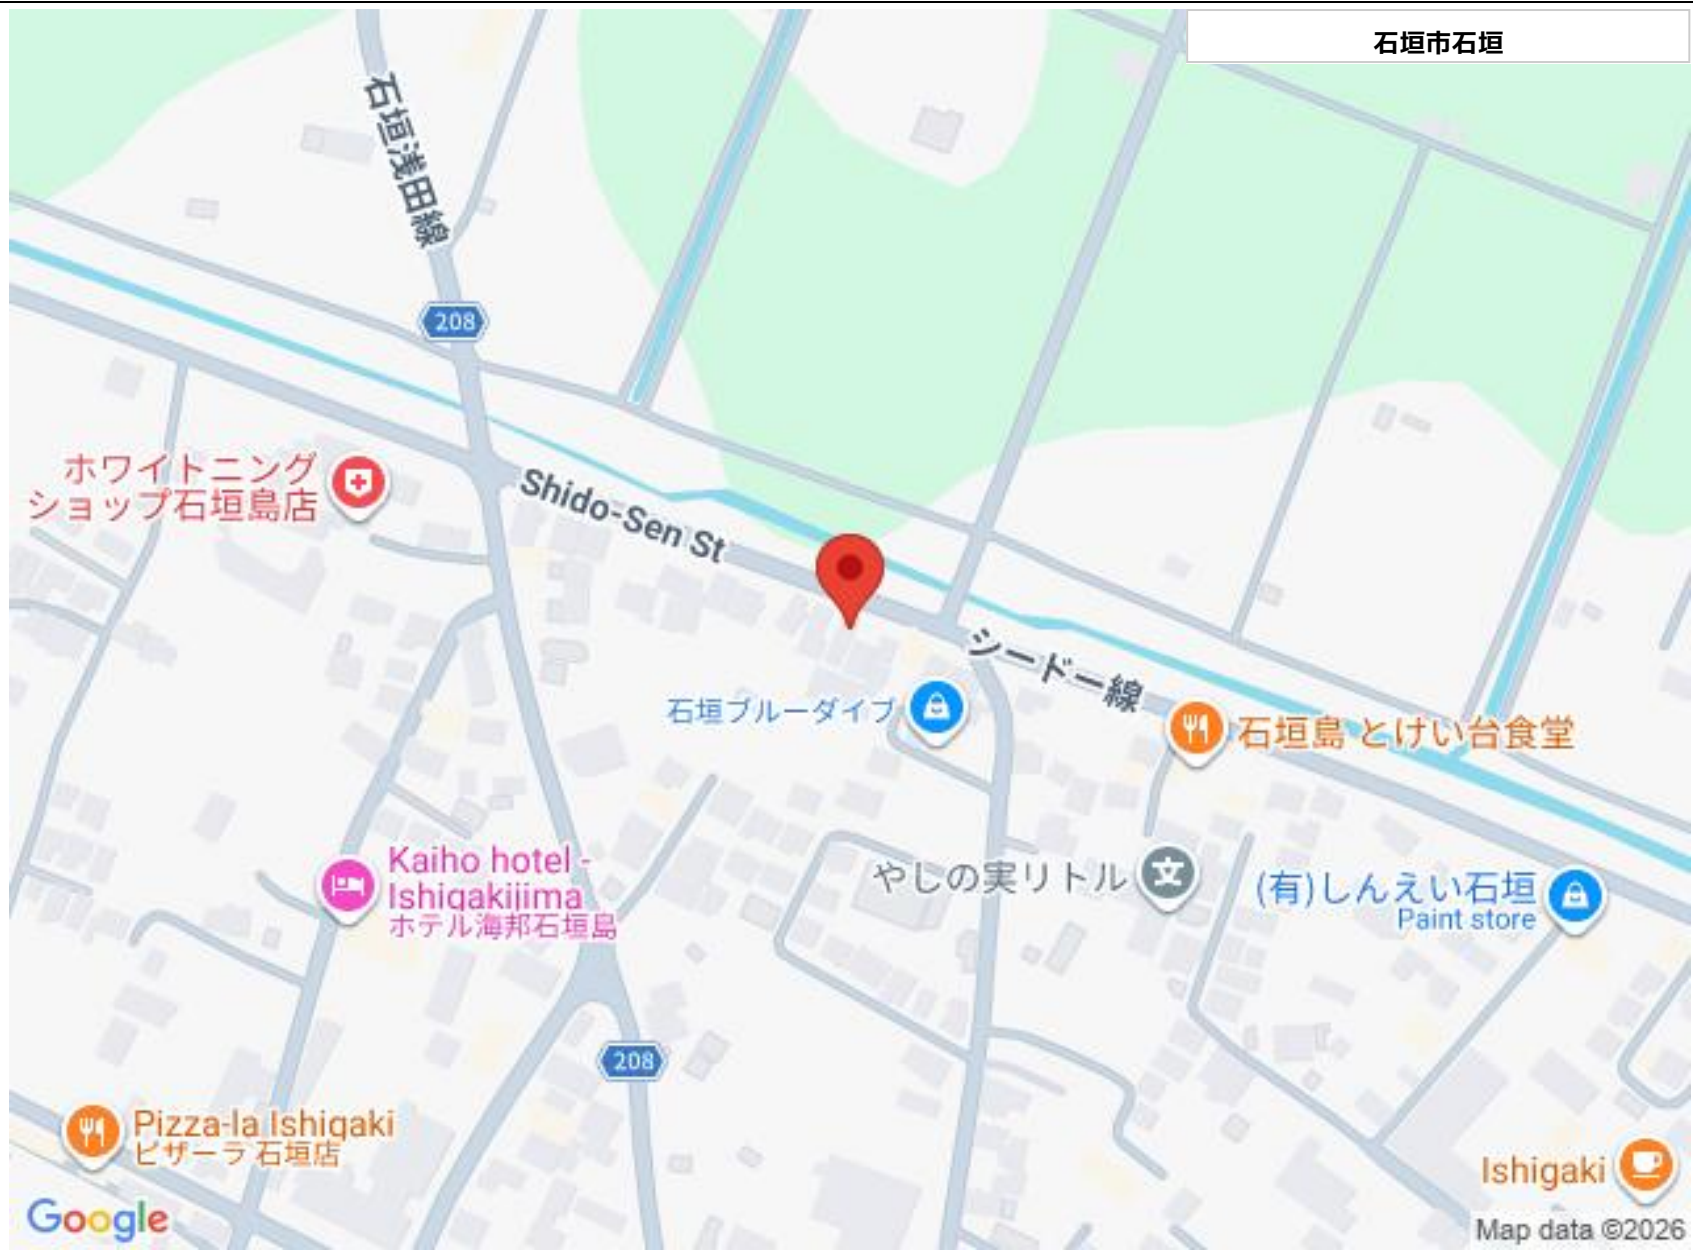 石垣市石垣
石垣浅田線
208
ホワイトニング
ショップ石垣島店
Shido-Sen St
シードー線
石垣ブルーダイブ
石垣島 とけい台食堂
Kaiho hotel -
Ishigakijima
ホテル海邦石垣島
やしの実リトル
(有)しんえい石垣
Paint store
208
Pizza-la Ishigaki
ピザーラ 石垣店
Ishigaki
Google
Map data ©2026